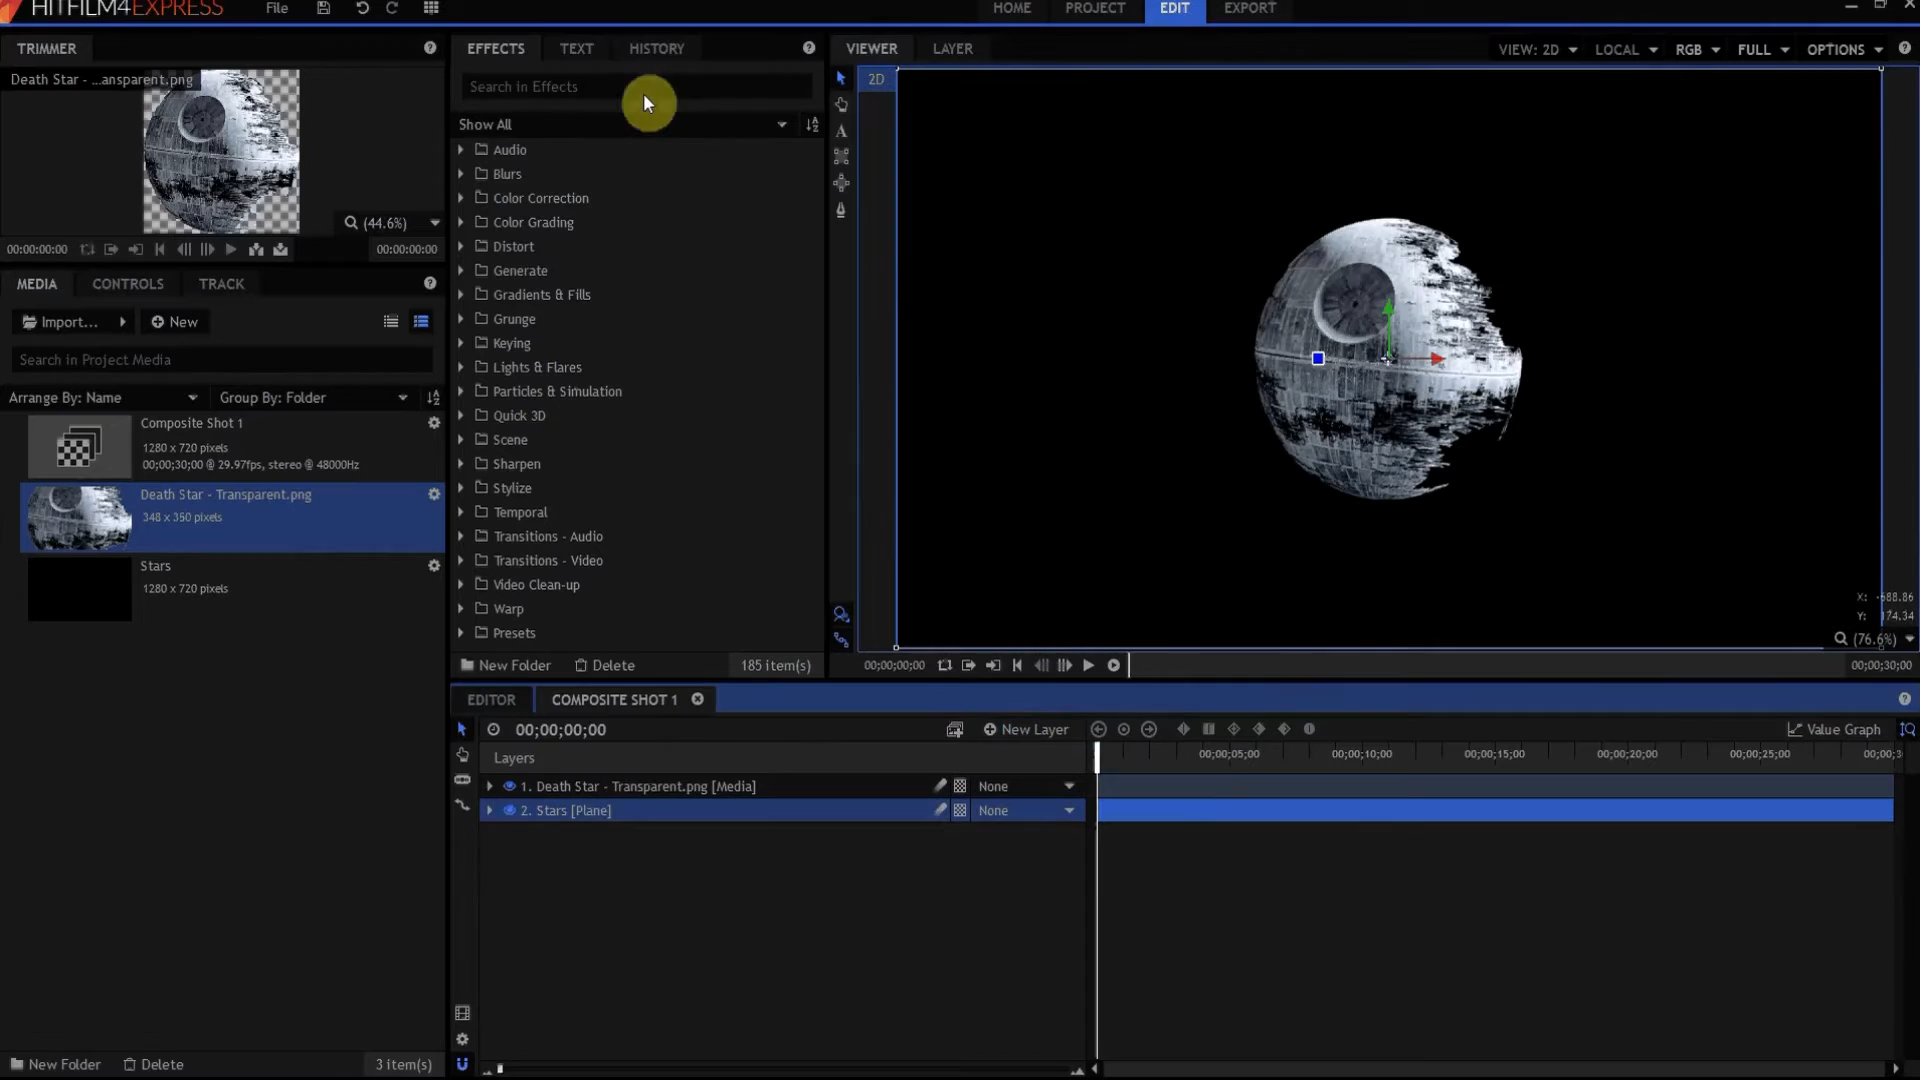 HITFILM4EXPRESS
File
HOME
PROJECT
EDIT
EXPORT
TRIMMER
Death Star - ...ansparent.png
(44.6%)
00:00:00:00
00:00:00:00
MEDIA
CONTROLS
TRACK
Import...
New
Search in Project Media
Arrange By: Name
Group By: Folder
Composite Shot 1
1280 x 720 pixels
00;00;30;00 @ 29.97fps, stereo @ 48000Hz
Death Star - Transparent.png
348 x 350 pixels
Stars
1280 x 720 pixels
New Folder
Delete
3 item(s)
EFFECTS
TEXT
HISTORY
Search in Effects
Show All
Audio
Blurs
Color Correction
Color Grading
Distort
Generate
Gradients & Fills
Grunge
Keying
Lights & Flares
Particles & Simulation
Quick 3D
Scene
Sharpen
Stylize
Temporal
Transitions - Audio
Transitions - Video
Video Clean-up
Warp
Presets
New Folder
Delete
185 item(s)
VIEWER
LAYER
VIEW: 2D
LOCAL
RGB
FULL
OPTIONS
2D
A
X: -688.86
Y: 174.34
(76.6%)
00;00;00;00
00;00;30;00
EDITOR
COMPOSITE SHOT 1
00;00;00;00
New Layer
Value Graph
Layers
00;00;05;00
00;00;10;00
00;00;15;00
00;00;20;00
00;00;25;00
00;00;3
1. Death Star - Transparent.png [Media]
None
2. Stars [Plane]
None